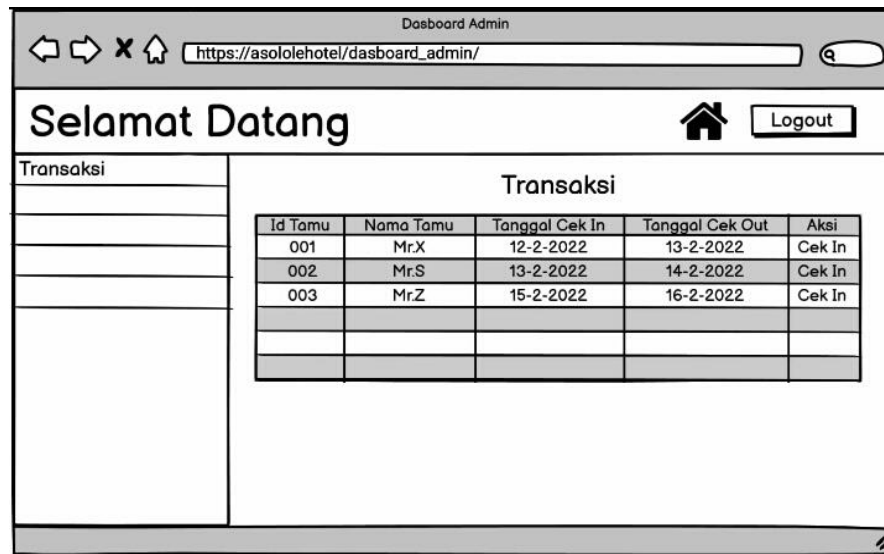 Dasboard Admin
https://asololehotel/dasboard_admin/
Selamat Datang
Logout
Transaksi
Transaksi
Id Tamu Nama Tamu Tanggal Cek In Tanggal Cek Out Aksi
001 Mr.X 12-2-2022 13-2-2022 Cek In
002 Mr.S 13-2-2022 14-2-2022 Cek In
003 Mr.Z 15-2-2022 16-2-2022 Cek In